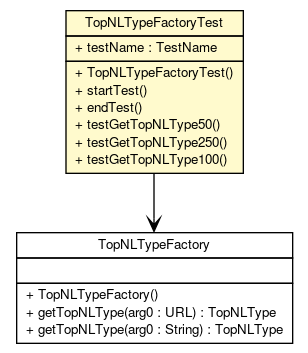 TopNLTypeFactoryTest
+ testName : TestName
+ TopNLTypeFactoryTest()
+ startTest()
+ endTest()
+ testGetTopNLType50()
+ testGetTopNLType250()
+ testGetTopNLType100()
TopNLTypeFactory
+ TopNLTypeFactory()
+ getTopNLType(arg0 : URL) : TopNLType
+ getTopNLType(arg0 : String) : TopNLType